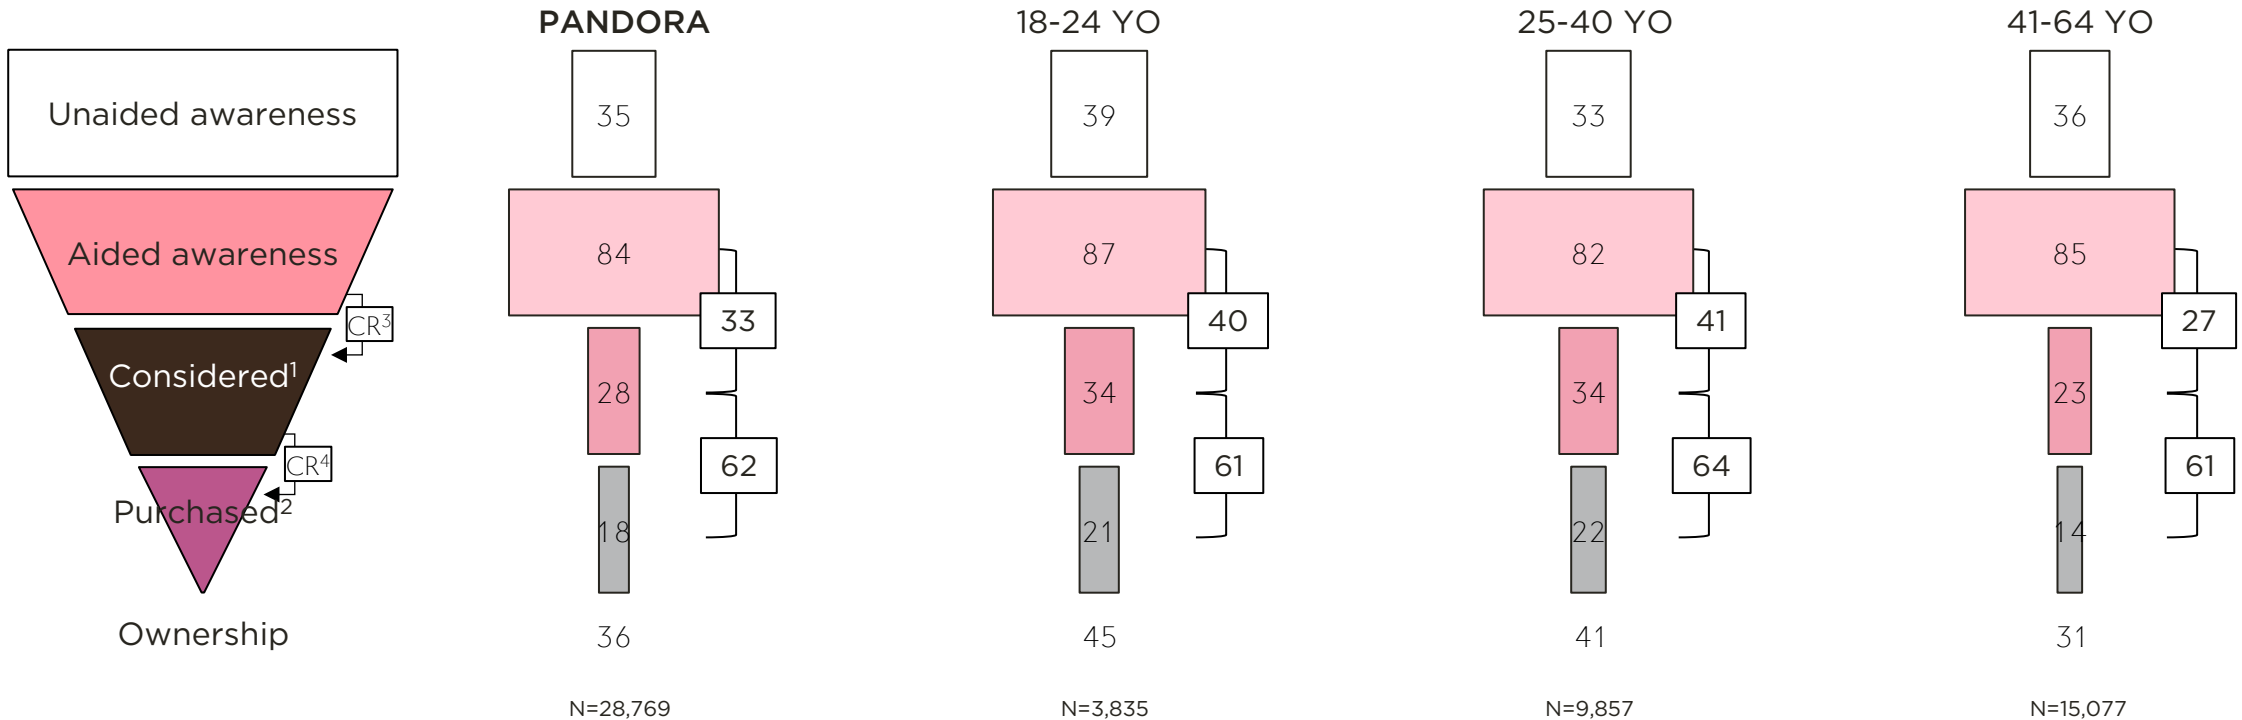 PANDORA 18-24 YO 25-40 YO 41-64 YO
Unaided awareness 35 39 33 36
Aided awareness 84 87 82 85
CR³ 33 40 41 27
Considered¹ 28 34 34 23
CR⁴ 62 61 64 61
Purchased² 18 21 22 14
Ownership 36 45 41 31
N=28,769 N=3,835 N=9,857 N=15,077